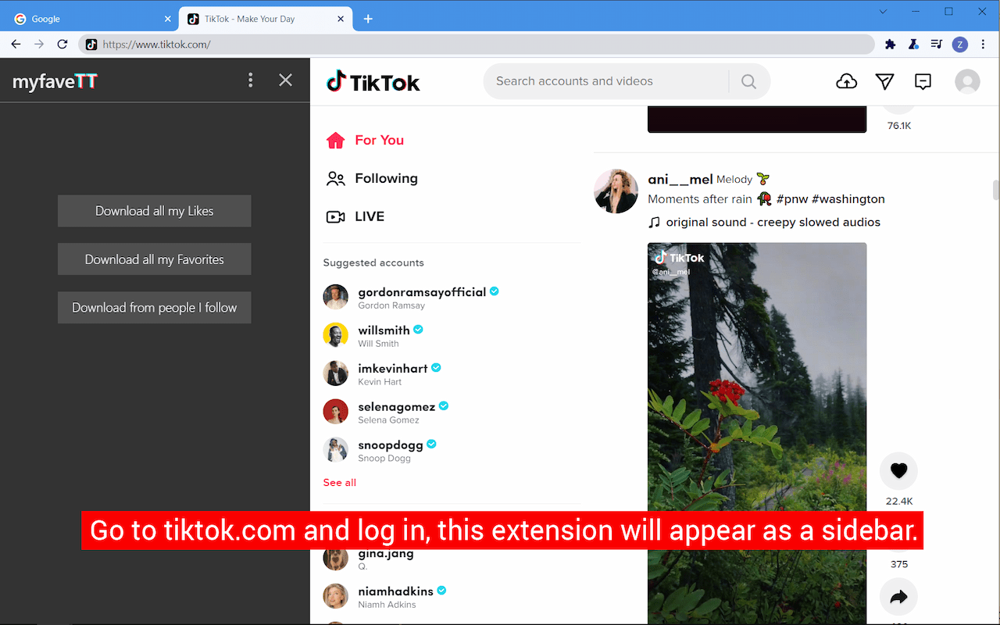 Google
TikTok - Make Your Day
https://www.tiktok.com/
Z
myfaveTT
TikTok
Search accounts and videos
Download all my Likes
Download all my Favorites
Download from people I follow
For You
Following
LIVE
Suggested accounts
gordonramsayofficial
Gordon Ramsay
willsmith
Will Smith
imkevinhart
Kevin Hart
selenagomez
Selena Gomez
snoopdogg
Snoop Dogg
See all
gina.jang
Q.
niamhadkins
Niamh Adkins
76.1K
ani__mel Melody
Moments after rain #pnw #washington
original sound - creepy slowed audios
TikTok
@ani__mel
22.4K
375
Go to tiktok.com and log in, this extension will appear as a sidebar.